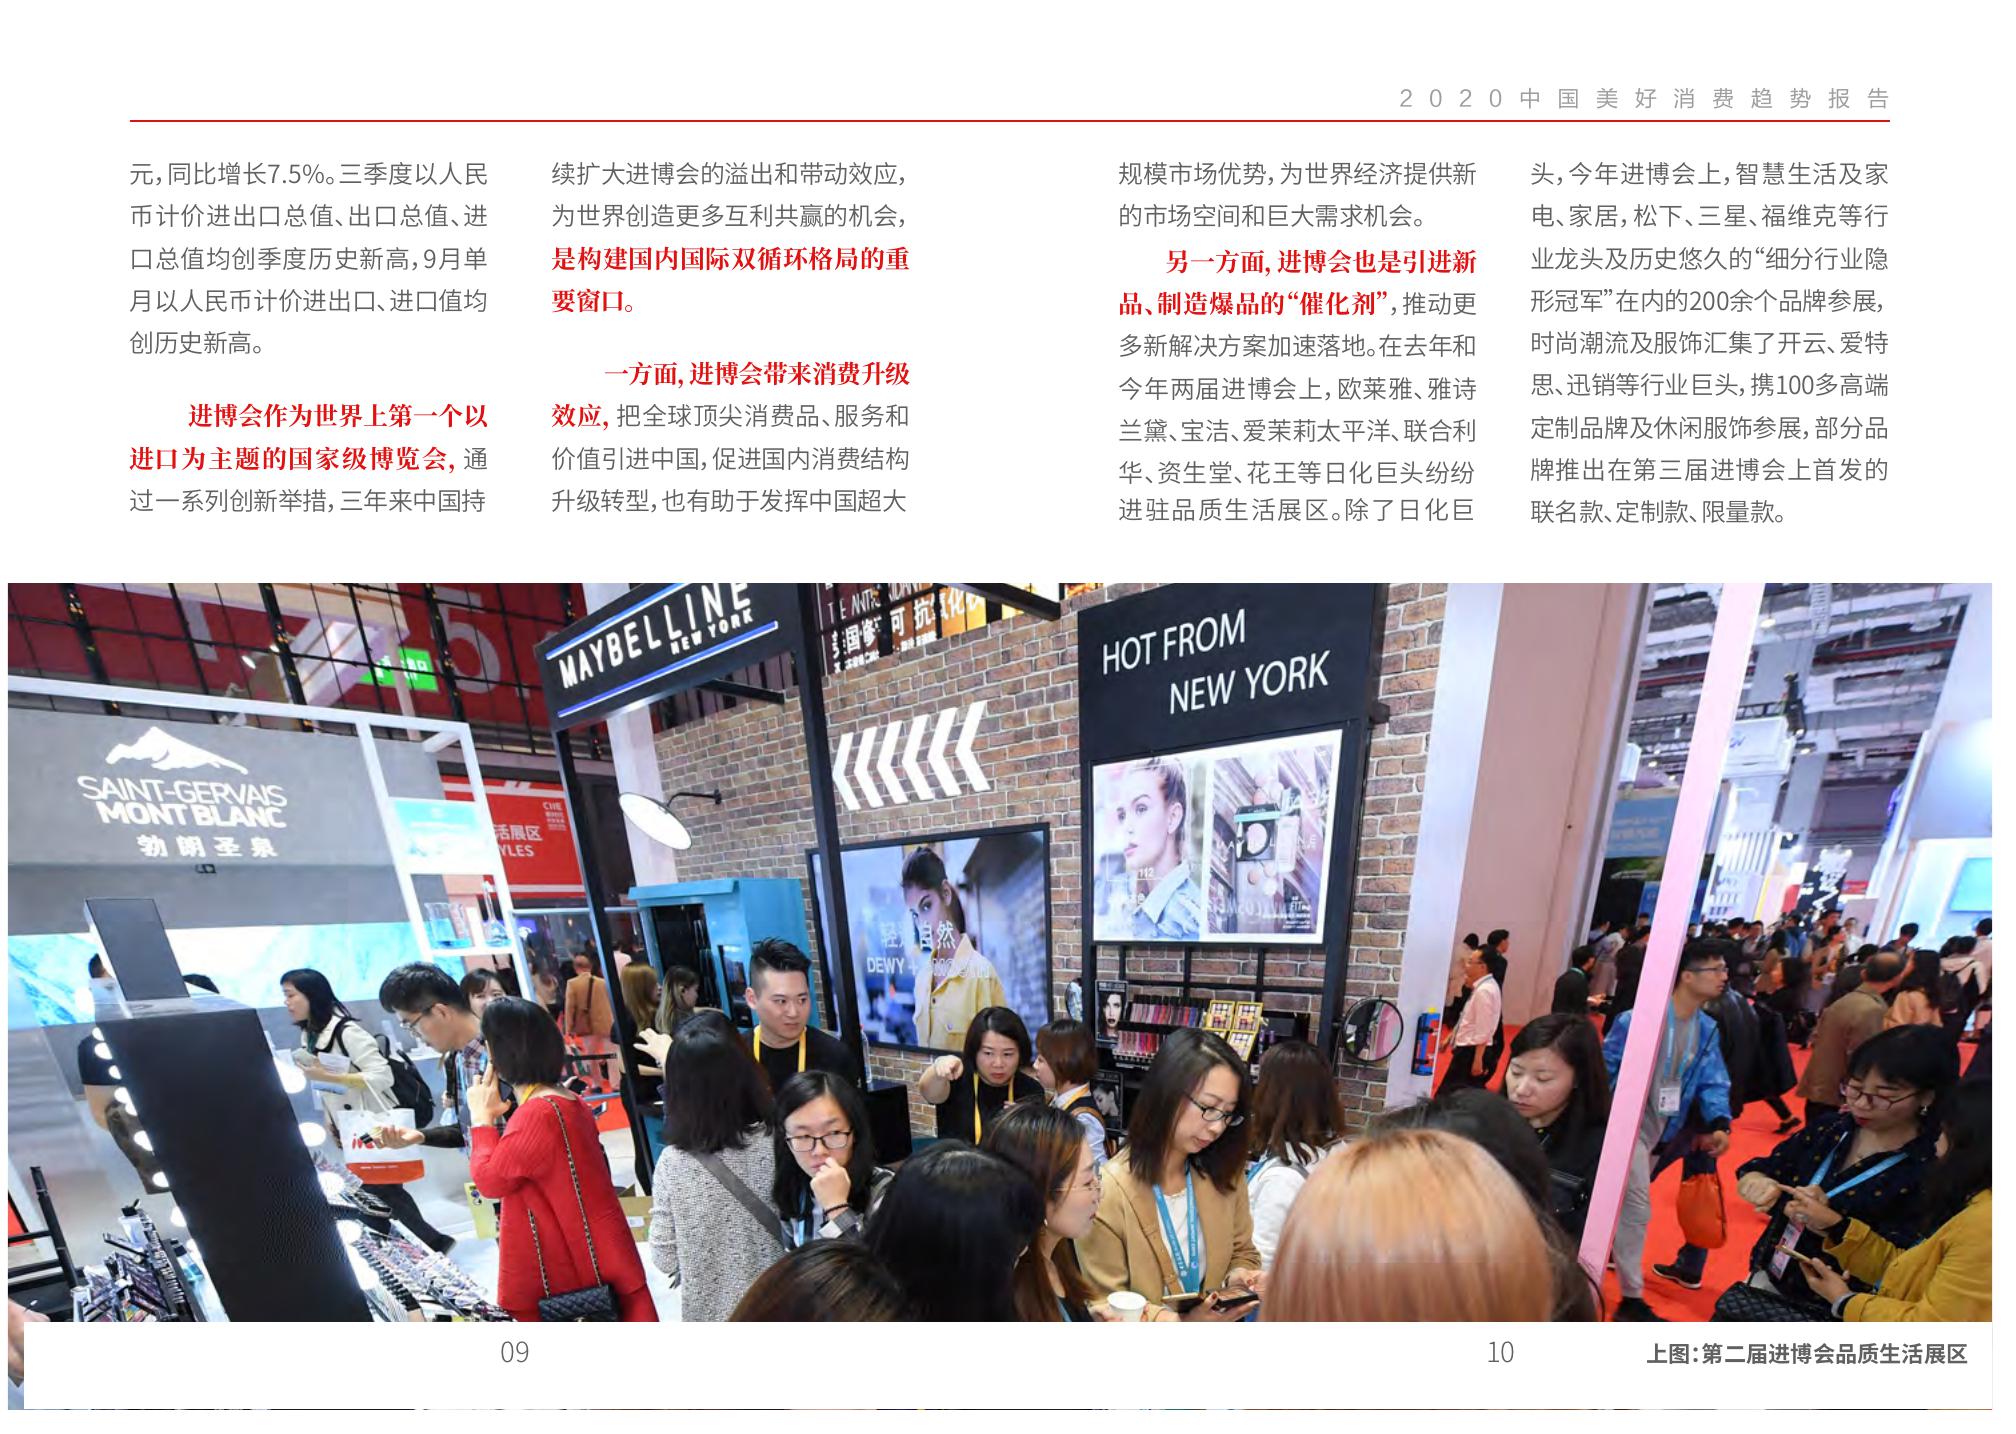 2020中国美好消费趋势报告
元，同比增长7.5%。三季度以人民
币计价进出口总值、出口总值、进
口总值均创季度历史新高，9月单
月以人民币计价进出口、进口值均
创历史新高。
进博会作为世界上第一个以
进口为主题的国家级博览会，通
过一系列创新举措，三年来中国持
续扩大进博会的溢出和带动效应，
为世界创造更多互利共赢的机会，
是构建国内国际双循环格局的重
要窗口。
一方面，进博会带来消费升级
效应，把全球顶尖消费品、服务和
价值引进中国，促进国内消费结构
升级转型，也有助于发挥中国超大
规模市场优势，为世界经济提供新
的市场空间和巨大需求机会。
另一方面，进博会也是引进新
品、制造爆品的“催化剂”，推动更
多新解决方案加速落地。在去年和
今年两届进博会上，欧莱雅、雅诗
兰黛、宝洁、爱茉莉太平洋、联合利
华、资生堂、花王等日化巨头纷纷
进驻品质生活展区。除了日化巨
头，今年进博会上，智慧生活及家
电、家居，松下、三星、福维克等行
业龙头及历史悠久的“细分行业隐
形冠军”在内的200余个品牌参展，
时尚潮流及服饰汇集了开云、爱特
思、迅销等行业巨头，携100多高端
定制品牌及休闲服饰参展，部分品
牌推出在第三届进博会上首发的
联名款、定制款、限量款。
MAYBELLINE
NEW YORK
HOT FROM
NEW YORK
SAINT-GERVAIS
MONT BLANC
勃朗圣泉
活展区
YLES
DEWY +
09
10
上图：第二届进博会品质生活展区